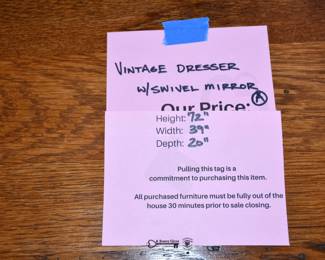 VINTAGE DRESSER
W/SWIVEL MIRROR
A
Our Price:
Height: 72"
Width: 39"
Depth: 20"
Pulling this tag is a
commitment to purchasing this item.
All purchased furniture must be fully out of the
house 30 minutes prior to sale closing.